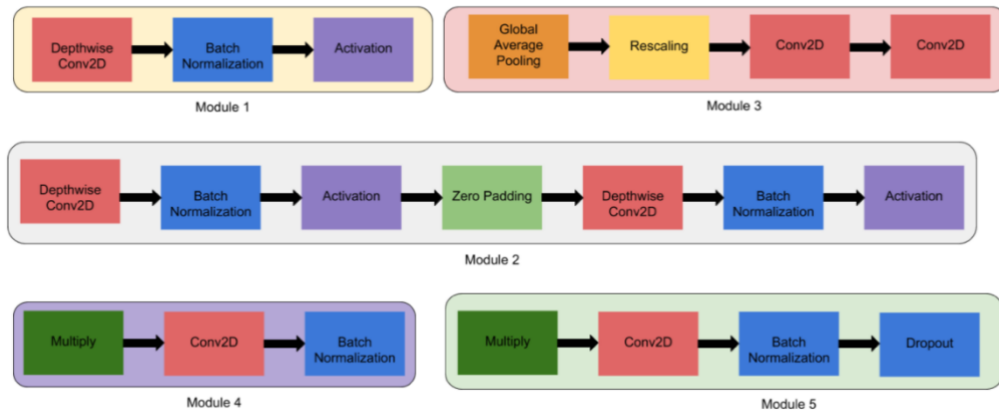 Depthwise
Conv2D
Batch
Normalization
Activation
Module 1
Global
Average
Pooling
Rescaling
Conv2D
Conv2D
Module 3
Depthwise
Conv2D
Batch
Normalization
Activation
Zero Padding
Depthwise
Conv2D
Batch
Normalization
Activation
Module 2
Multiply
Conv2D
Batch
Normalization
Module 4
Multiply
Conv2D
Batch
Normalization
Dropout
Module 5